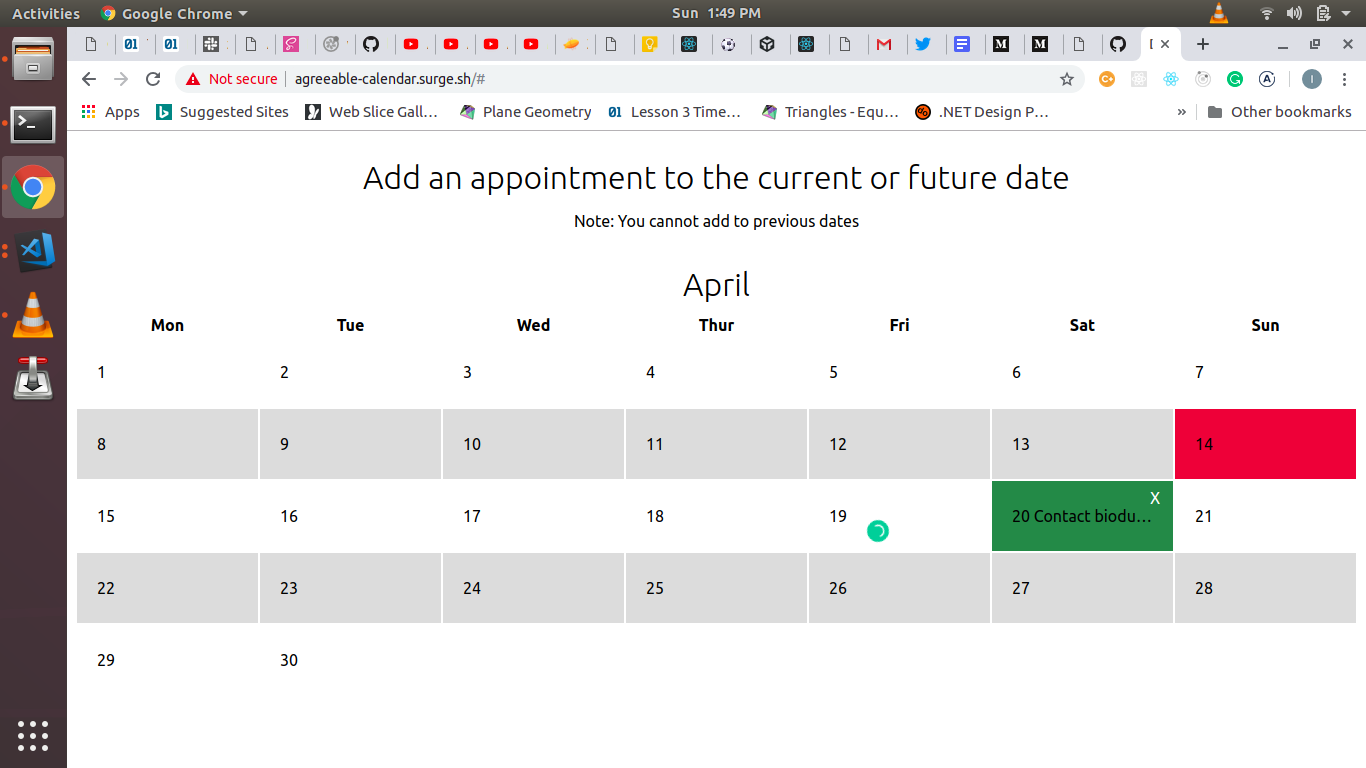 Activities Google Chrome Sun 1:49 PM
01 01 [
Not secure agreeable-calendar.surge.sh/#
Apps Suggested Sites Web Slice Gall… Plane Geometry 01 Lesson 3 Time… Triangles - Equ… .NET Design P… » Other bookmarks
Add an appointment to the current or future date
Note: You cannot add to previous dates
April
Mon Tue Wed Thur Fri Sat Sun
1 2 3 4 5 6 7
8 9 10 11 12 13 14
X
15 16 17 18 19 20 Contact biodu… 21
22 23 24 25 26 27 28
29 30